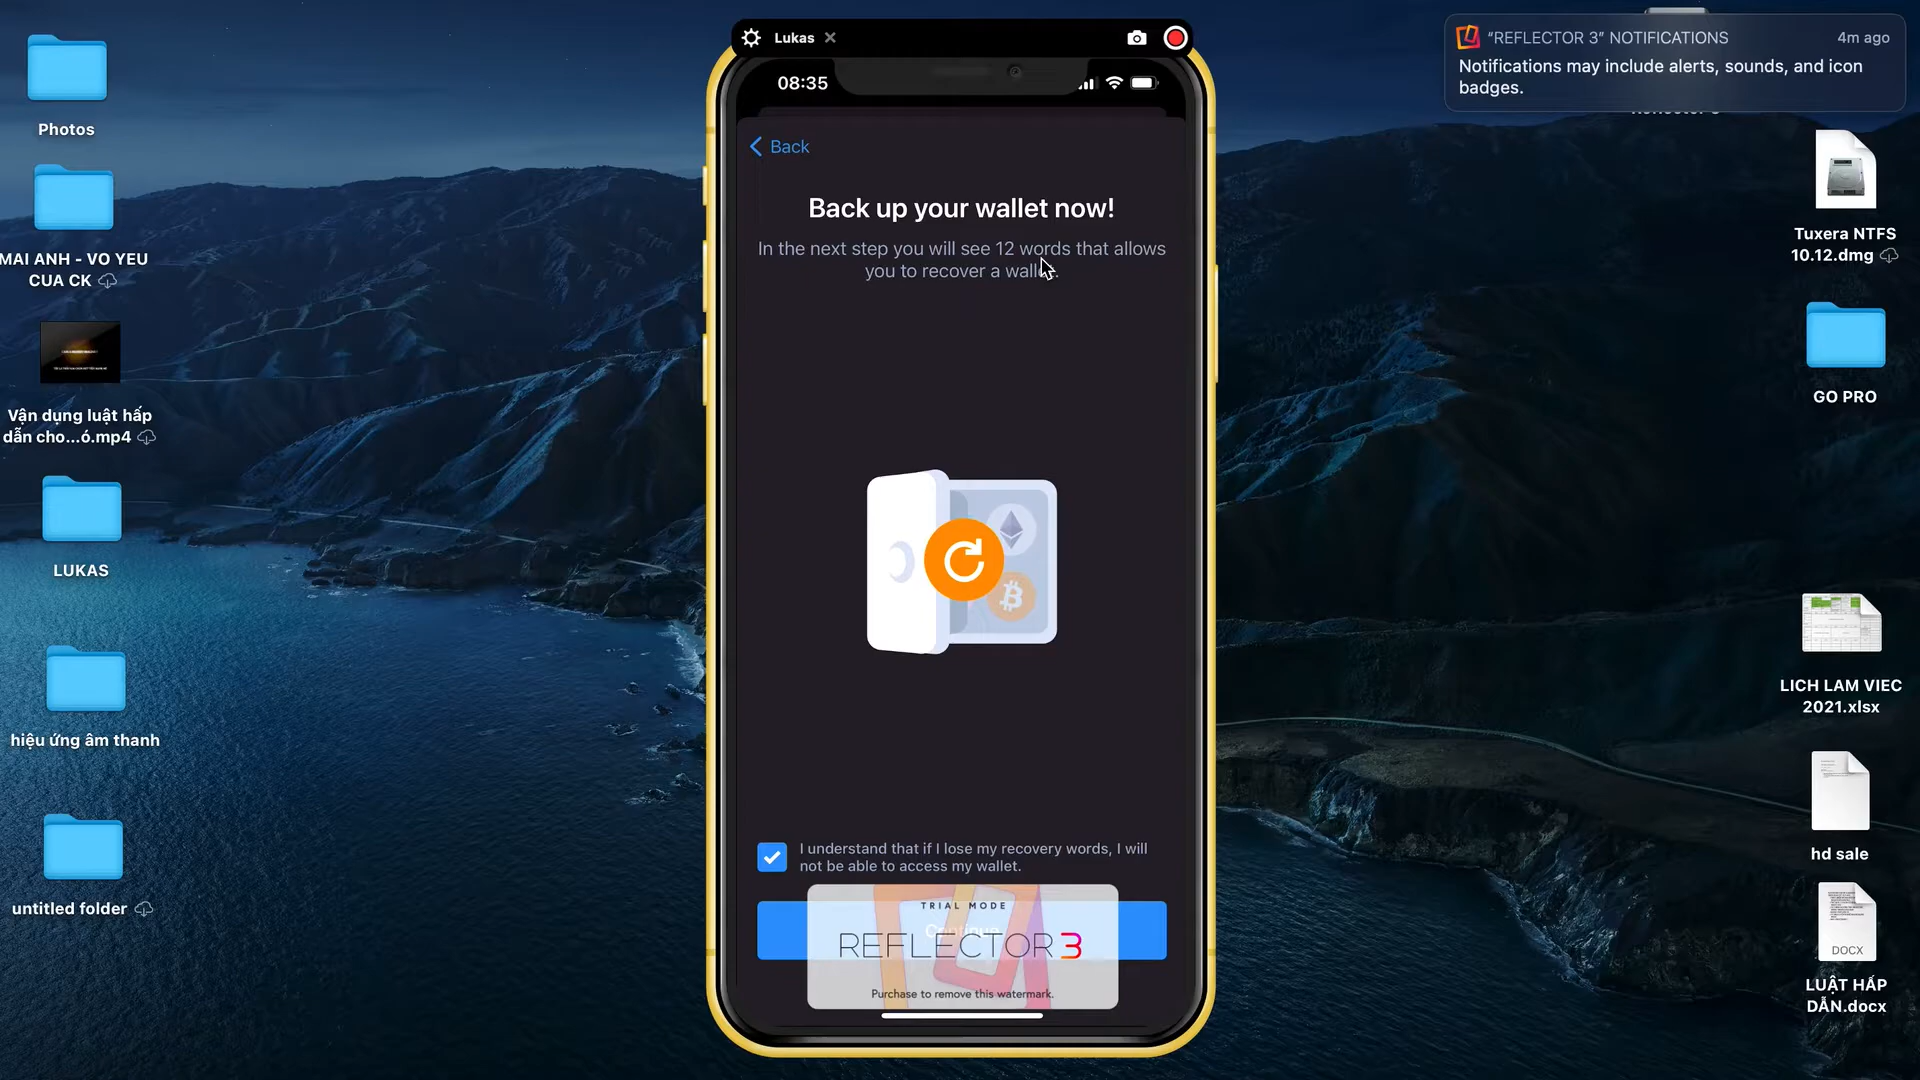 Photos
MAI ANH - VO YEU
CUA CK
Vận dụng luật hấp
dẫn cho...ó.mp4
LUKAS
hiệu ứng âm thanh
untitled folder
Lukas
08:35
Back
Back up your wallet now!
In the next step you will see 12 words that allows
you to recover a
I understand that if I lose my recovery words, I will
not be able to access my wallet.
Continue
TRIAL MODE
REFLECTOR 3
Purchase to remove this watermark.
"REFLECTOR 3" NOTIFICATIONS
4m ago
Notifications may include alerts, sounds, and icon
badges.
Tuxera NTFS
10.12.dmg
GO PRO
LICH LAM VIEC
2021.xlsx
hd sale
DOCX
LUẬT HẤP
DẪN.docx